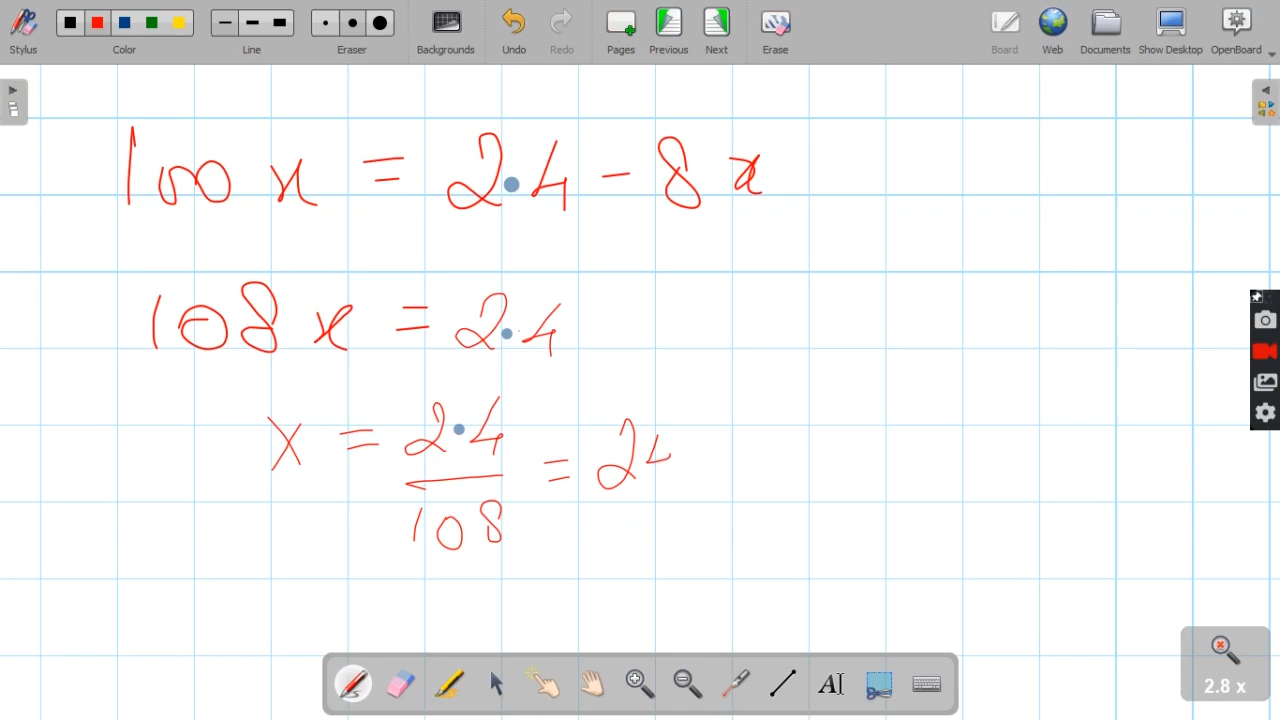 Stylus Color Line Eraser Backgrounds Undo Redo Pages Previous Next Erase Board Web Documents Show Desktop OpenBoard
100 x = 2.4 - 8 x
108 x = 2.4
x = 2.4 / 108 = 24
AI
2.8 x